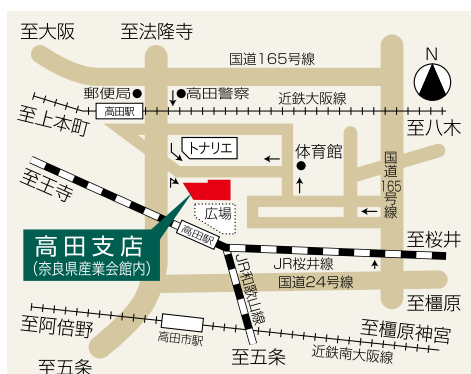 至大阪
至法隆寺
国道165号線
N
郵便局
高田警察
高田駅
近鉄大阪線
至上本町
至八木
トナリエ
体育館
国道165号線
至王寺
広場
高田支店
(奈良県産業会館内)
高田駅
至桜井
JR桜井線
JR和歌山線
国道24号線
至橿原
至阿倍野
高田市駅
至橿原神宮
近鉄南大阪線
至五条
至五条